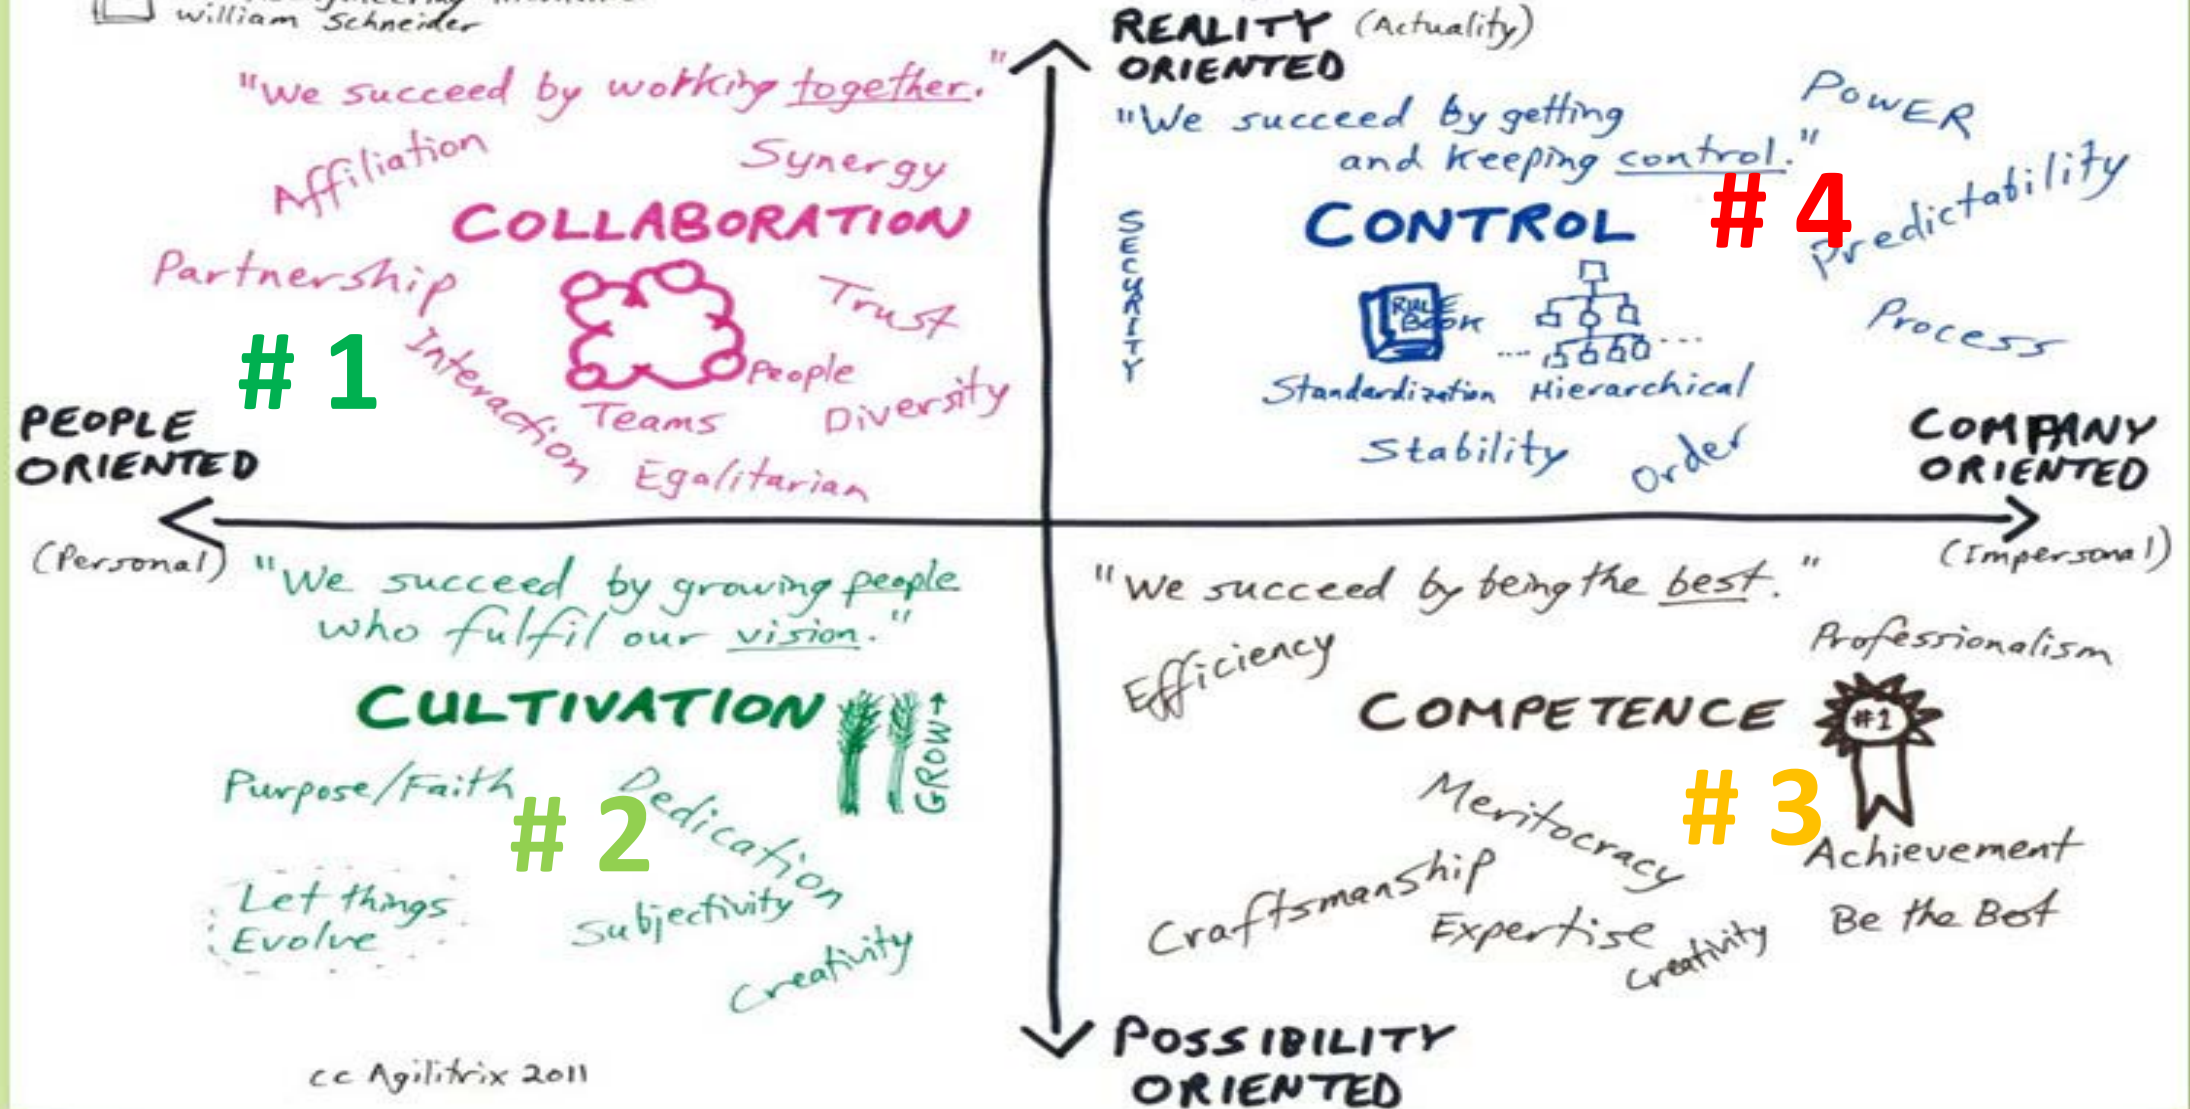 William Schneider
REALITY (Actuality)
ORIENTED
"We succeed by working together."
Affiliation
Synergy
COLLABORATION
Partnership
Trust
# 1
Interaction
People
Teams
Diversity
Egalitarian
"We succeed by getting
and keeping control."
POWER
Predictability
SECURITY
CONTROL
# 4
RULE
BOOK
Process
Standardization
Hierarchical
Stability
Order
PEOPLE
ORIENTED
(Personal)
COMPANY
ORIENTED
(Impersonal)
"We succeed by growing people
who fulfil our vision."
CULTIVATION
GROW
Purpose/Faith
# 2
Dedication
Let things
Evolve
Subjectivity
Creativity
"We succeed by being the best."
Efficiency
Professionalism
COMPETENCE
#1
Meritocracy
# 3
Achievement
Craftsmanship
Expertise
Creativity
Be the Best
cc Agilitrix 2011
POSSIBILITY
ORIENTED